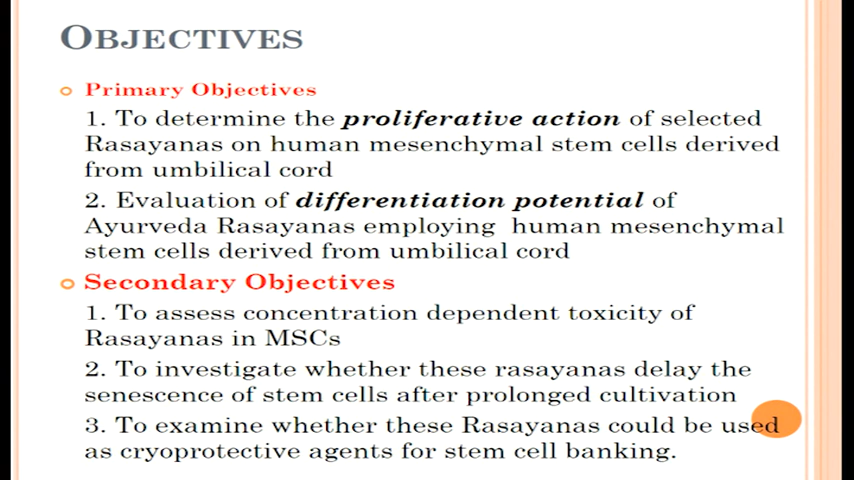 OBJECTIVES
Primary Objectives
1. To determine the proliferative action of selected
Rasayanas on human mesenchymal stem cells derived
from umbilical cord
2. Evaluation of differentiation potential of
Ayurveda Rasayanas employing human mesenchymal
stem cells derived from umbilical cord
Secondary Objectives
1. To assess concentration dependent toxicity of
Rasayanas in MSCs
2. To investigate whether these rasayanas delay the
senescence of stem cells after prolonged cultivation
3. To examine whether these Rasayanas could be used
as cryoprotective agents for stem cell banking.